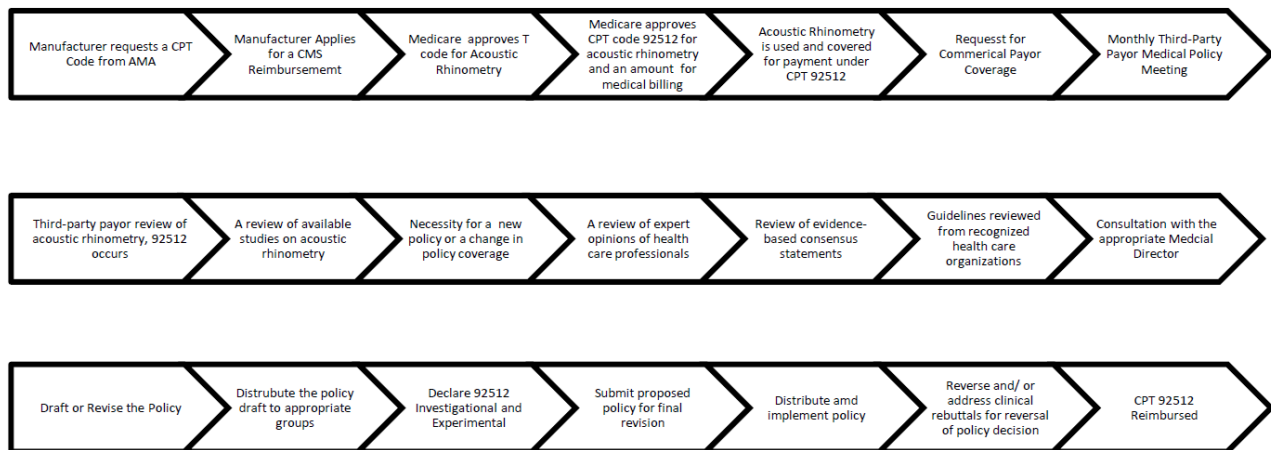 Manufacturer requests a CPT
Code from AMA
Manufacturer Applies
for a CMS
Reimbursememt
Medicare approves T
code for Acoustic
Rhinometry
Medicare approves
CPT code 92512 for
acoustic rhinometry
and an amount for
medical billing
Acoustic Rhinometry
is used and covered
for payment under
CPT 92512
Requesst for
Commerical Payor
Coverage
Monthly Third-Party
Payor Medical Policy
Meeting
Third-party payor review of
acoustic rhinometry, 92512
occurs
A review of available
studies on acoustic
rhinometry
Necessity for a new
policy or a change in
policy coverage
A review of expert
opinions of health
care professionals
Review of evidence-
based consensus
statements
Guidelines reviewed
from recognized
health care
organizations
Consultation with the
appropriate Medcial
Director
Draft or Revise the Policy
Distrubute the policy
draft to appropriate
groups
Declare 92512
Investigational and
Experimental
Submit proposed
policy for final
revision
Distribute amd
implement policy
Reverse and/ or
address clinical
rebuttals for reversal
of policy decision
CPT 92512
Reimbursed